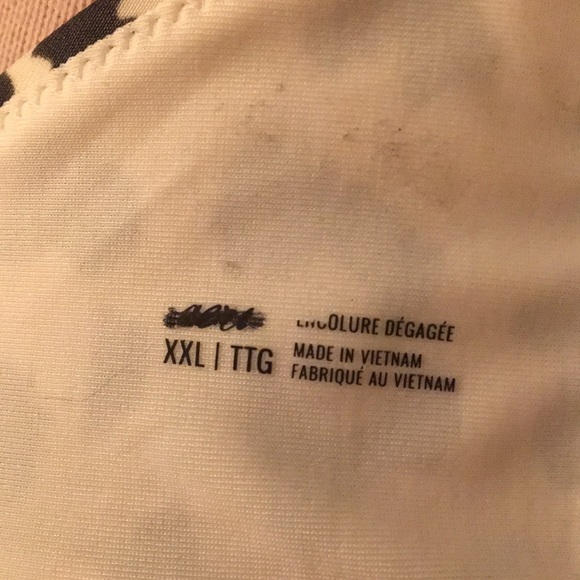 ENCOLURE DÉGAGÉE
XXL | TTG
MADE IN VIETNAM
FABRIQUÉ AU VIETNAM